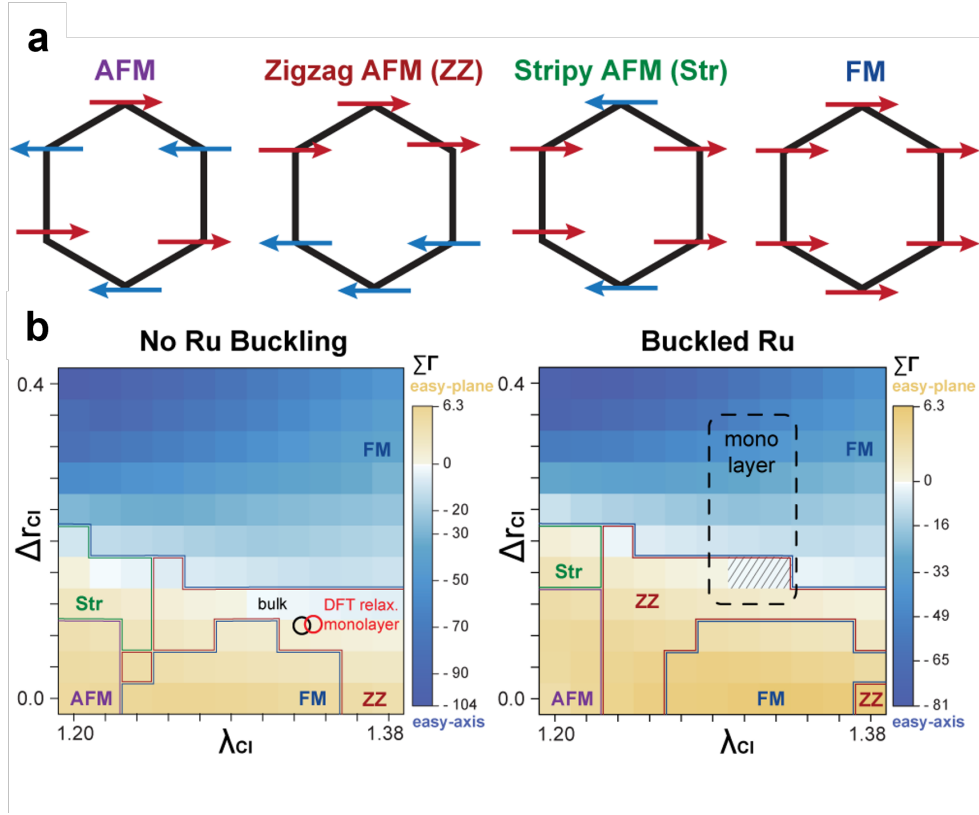 a
AFM
Zigzag AFM (ZZ)
Stripy AFM (Str)
FM
b
No Ru Buckling
ΣΓ
easy-plane
6.3
0
- 20
- 30
- 50
- 70
- 90
- 104
easy-axis
0.4
ΔrCl
0.0
FM
Str
bulk
DFT relax.
monolayer
AFM
FM
ZZ
1.20
λCl
1.38
Buckled Ru
ΣΓ
easy-plane
6.3
0
- 16
- 33
- 49
- 65
- 81
easy-axis
0.4
ΔrCl
0.0
mono
layer
FM
Str
ZZ
AFM
FM
ZZ
1.20
λCl
1.38